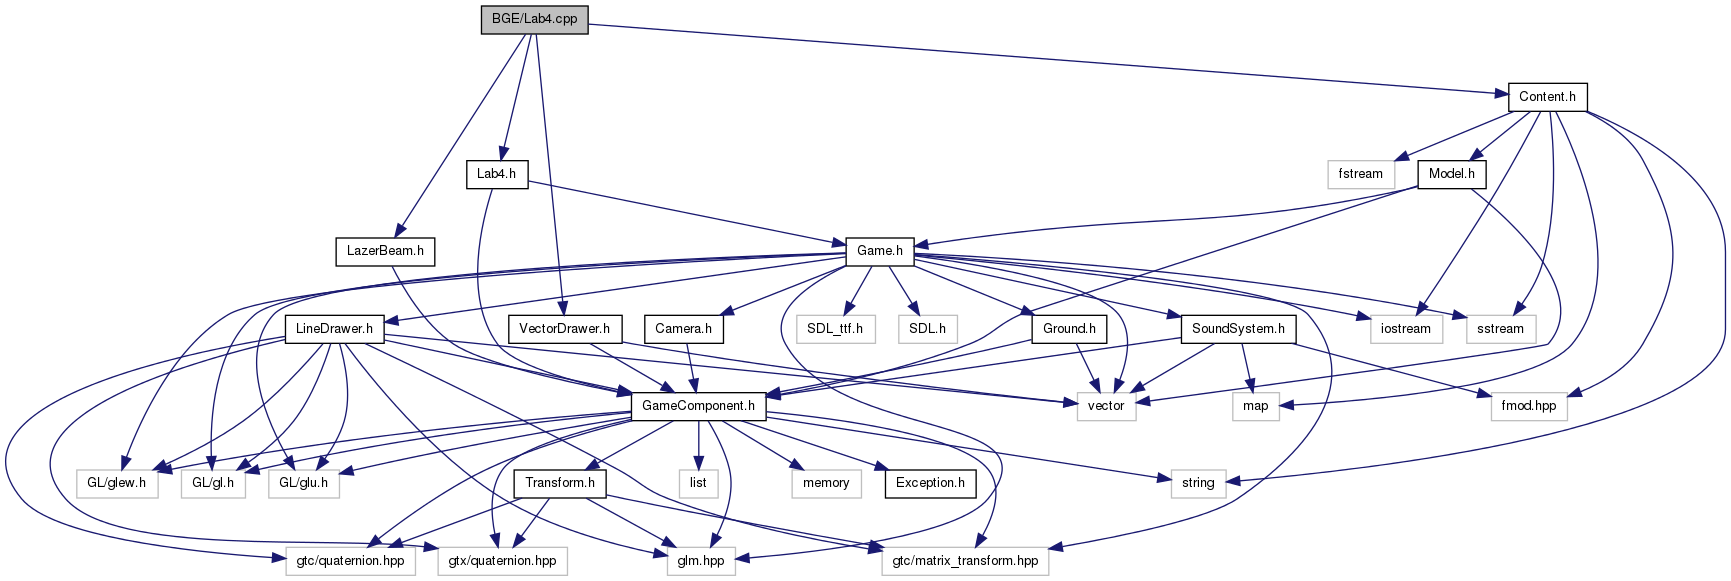 BGE/Lab4.cpp
Content.h
fstream
Model.h
Lab4.h
LazerBeam.h
Game.h
LineDrawer.h
VectorDrawer.h
Camera.h
SDL_ttf.h
SDL.h
Ground.h
SoundSystem.h
iostream
sstream
GameComponent.h
vector
map
fmod.hpp
GL/glew.h
GL/gl.h
GL/glu.h
Transform.h
list
memory
Exception.h
string
gtc/quaternion.hpp
gtx/quaternion.hpp
glm.hpp
gtc/matrix_transform.hpp